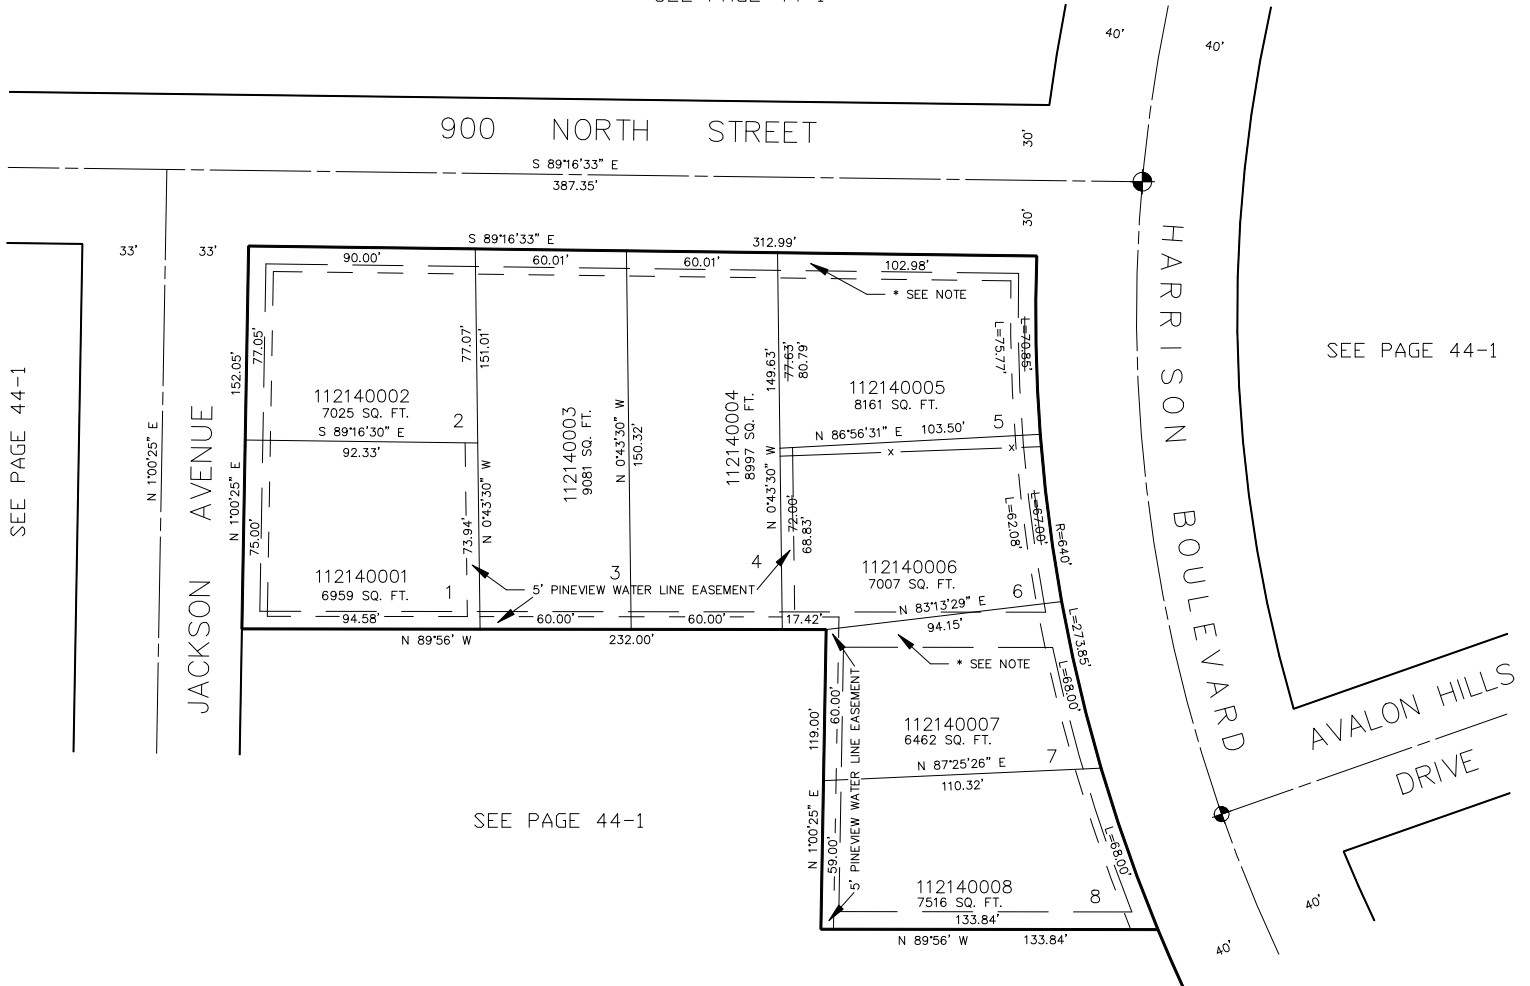 40'
40'
900 NORTH STREET
30'
S 89°16'33" E
387.35'
30'
33'
33'
S 89°16'33" E
312.99'
90.00'
60.01'
60.01'
102.98'
* SEE NOTE
HARRISON BOULEVARD
SEE PAGE 44-1
SEE PAGE 44-1
N 1°00'25" E
JACKSON AVENUE
152.05'
N 1°00'25" E
77.05'
75.00'
77.07'
151.01'
112140002
7025 SQ. FT.
2
S 89°16'30" E
92.33'
73.94'
N 0°43'30" W
112140001
6959 SQ. FT.
1
94.58'
112140003
9081 SQ. FT.
3
60.00'
N 0°43'30" W
150.32'
112140004
8997 SQ. FT.
4
60.00'
149.63'
N 0°43'30" W
77.63'
80.79'
112140005
8161 SQ. FT.
5
L=75.77'
L=70.85'
N 86°56'31" E 103.50'
x
x
72.00'
68.83'
112140006
7007 SQ. FT.
6
L=62.08'
L=67.00'
R=640'
L=273.85'
5' PINEVIEW WATER LINE EASEMENT
17.42'
N 83°13'29" E
94.15'
N 89°56' W
232.00'
* SEE NOTE
L=68.00'
119.00'
N 1°00'25" E
60.00'
59.00'
5' PINEVIEW WATER LINE EASEMENT
112140007
6462 SQ. FT.
7
N 87°25'26" E
110.32'
L=68.00'
112140008
7516 SQ. FT.
8
133.84'
N 89°56' W
133.84'
SEE PAGE 44-1
AVALON HILLS
DRIVE
40'
40'